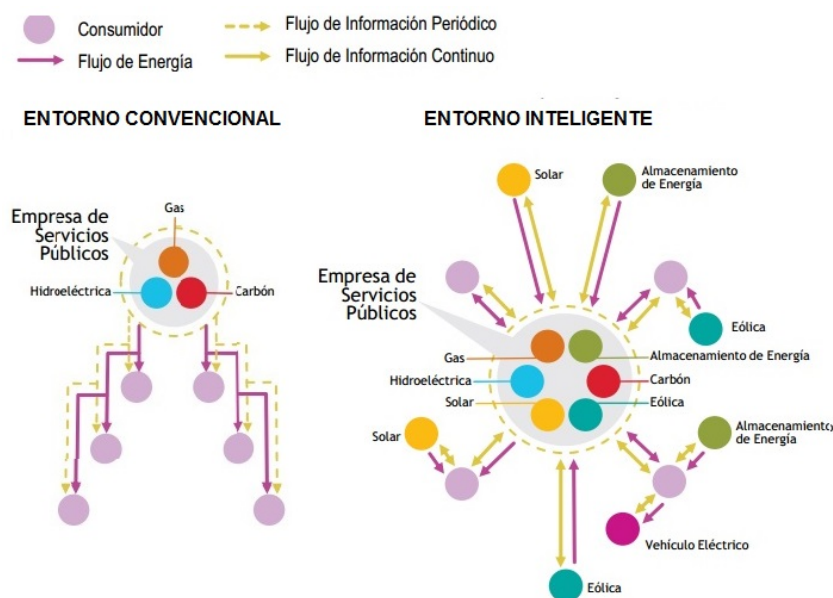 Consumidor
Flujo de Energía
Flujo de Información Periódico
Flujo de Información Continuo
ENTORNO CONVENCIONAL
Gas
Empresa de
Servicios
Públicos
Hidroeléctrica
Carbón
ENTORNO INTELIGENTE
Solar
Almacenamiento
de Energía
Empresa de
Servicios
Públicos
Eólica
Gas
Almacenamiento de Energía
Hidroeléctrica
Carbón
Solar
Eólica
Solar
Almacenamiento
de Energía
Vehículo Eléctrico
Eólica